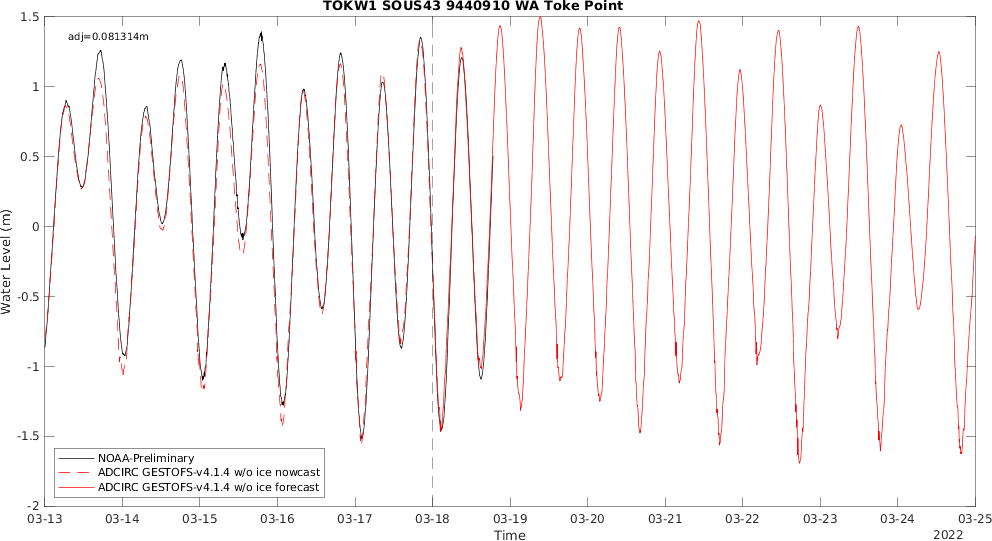 TOKW1 SOUS43 9440910 WA Toke Point
adj=0.081314m
1.5
1
0.5
0
-0.5
-1
-1.5
-2
Water Level (m)
NOAA-Preliminary
ADCIRC GESTOFS-v4.1.4 w/o ice nowcast
ADCIRC GESTOFS-v4.1.4 w/o ice forecast
03-13 03-14 03-15 03-16 03-17 03-18 03-19 03-20 03-21 03-22 03-23 03-24 03-25
Time
2022